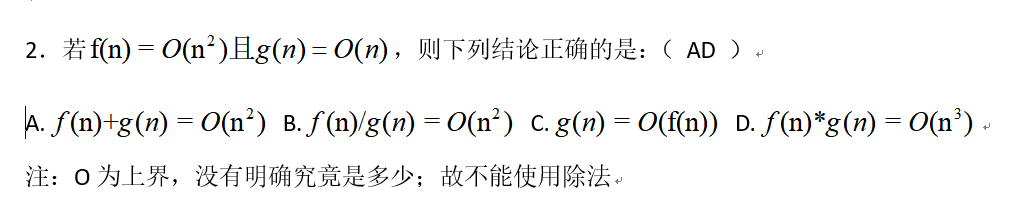 2．若f(n) = O(n²)且g(n) = O(n)，则下列结论正确的是：（ AD ）
A. f(n)+g(n) = O(n²) B. f(n)/g(n) = O(n²) C. g(n) = O(f(n)) D. f(n)*g(n) = O(n³)
注：O 为上界，没有明确究竟是多少；故不能使用除法